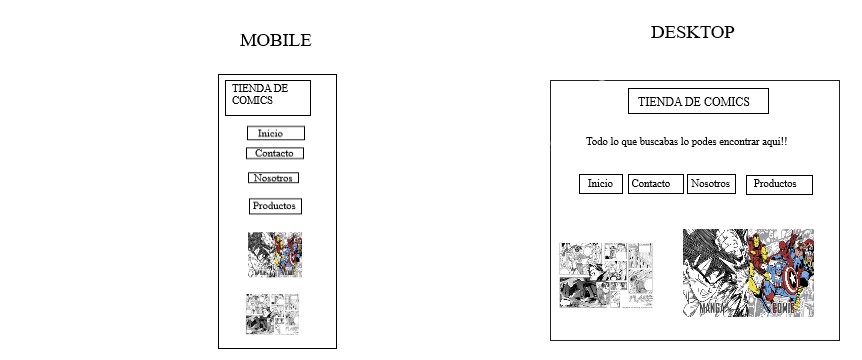 MOBILE
TIENDA DE
COMICS
Inicio
Contacto
Nosotros
Productos
DESKTOP
TIENDA DE COMICS
Todo lo que buscabas lo podes encontrar aqui!!
Inicio Contacto Nosotros Productos
MANGA COMIC